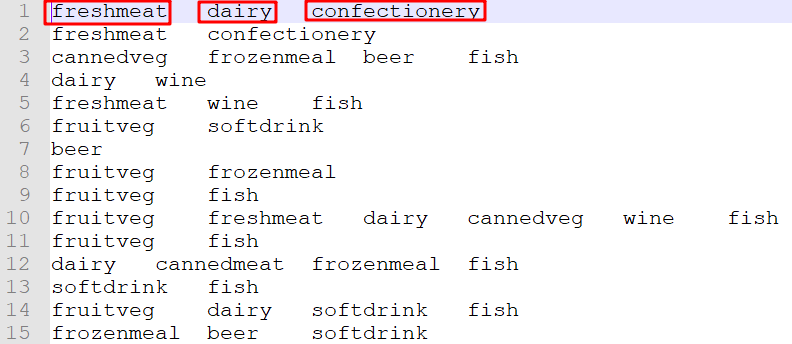 1 freshmeat dairy confectionery
2 freshmeat confectionery
3 cannedveg frozenmeal beer fish
4 dairy wine
5 freshmeat wine fish
6 fruitveg softdrink
7 beer
8 fruitveg frozenmeal
9 fruitveg fish
10 fruitveg freshmeat dairy cannedveg wine fish
11 fruitveg fish
12 dairy cannedmeat frozenmeal fish
13 softdrink fish
14 fruitveg dairy softdrink fish
15 frozenmeal beer softdrink